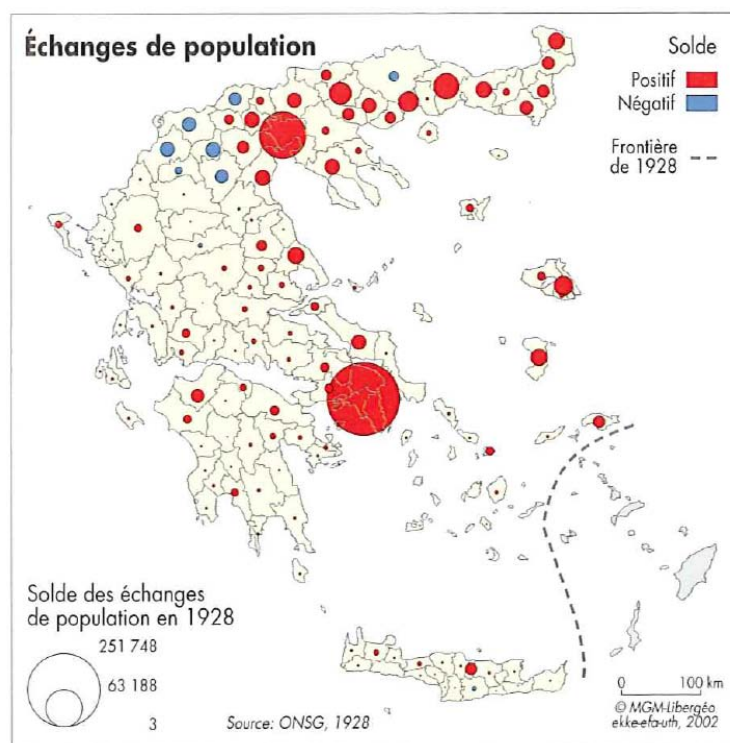 Échanges de population
Solde
Positif
Négatif
Frontière
de 1928
Solde des échanges
de population en 1928
251 748
63 188
3
Source: ONSG, 1928
0 100 km
© MGM-Libergéo
ekke-efa-uth, 2002